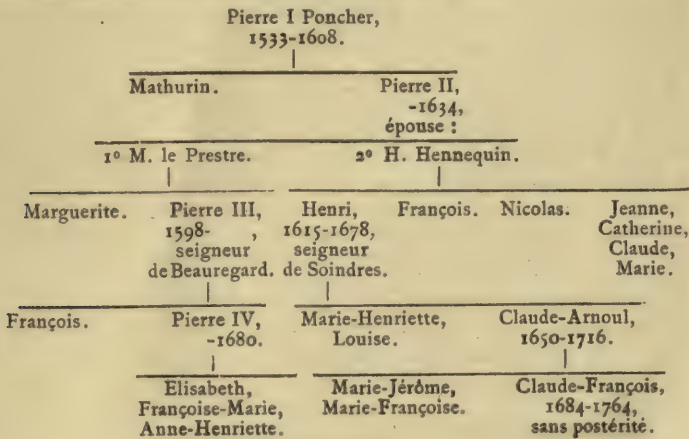 Pierre I Poncher,
1533-1608.
Mathurin. Pierre II,
-1634,
épouse :
1º M. le Prestre. 2º H. Hennequin.
Marguerite. Pierre III, Henri, François. Nicolas. Jeanne,
1598- , 1615-1678, Catherine,
seigneur seigneur Claude,
de Beauregard. de Soindres. Marie.
François. Pierre IV, Marie-Henriette, Claude-Arnoul,
-1680. Louise. 1650-1716.
Elisabeth, Marie-Jérôme, Claude-François,
Françoise-Marie, Marie-Françoise. 1684-1764,
Anne-Henriette. sans postérité.